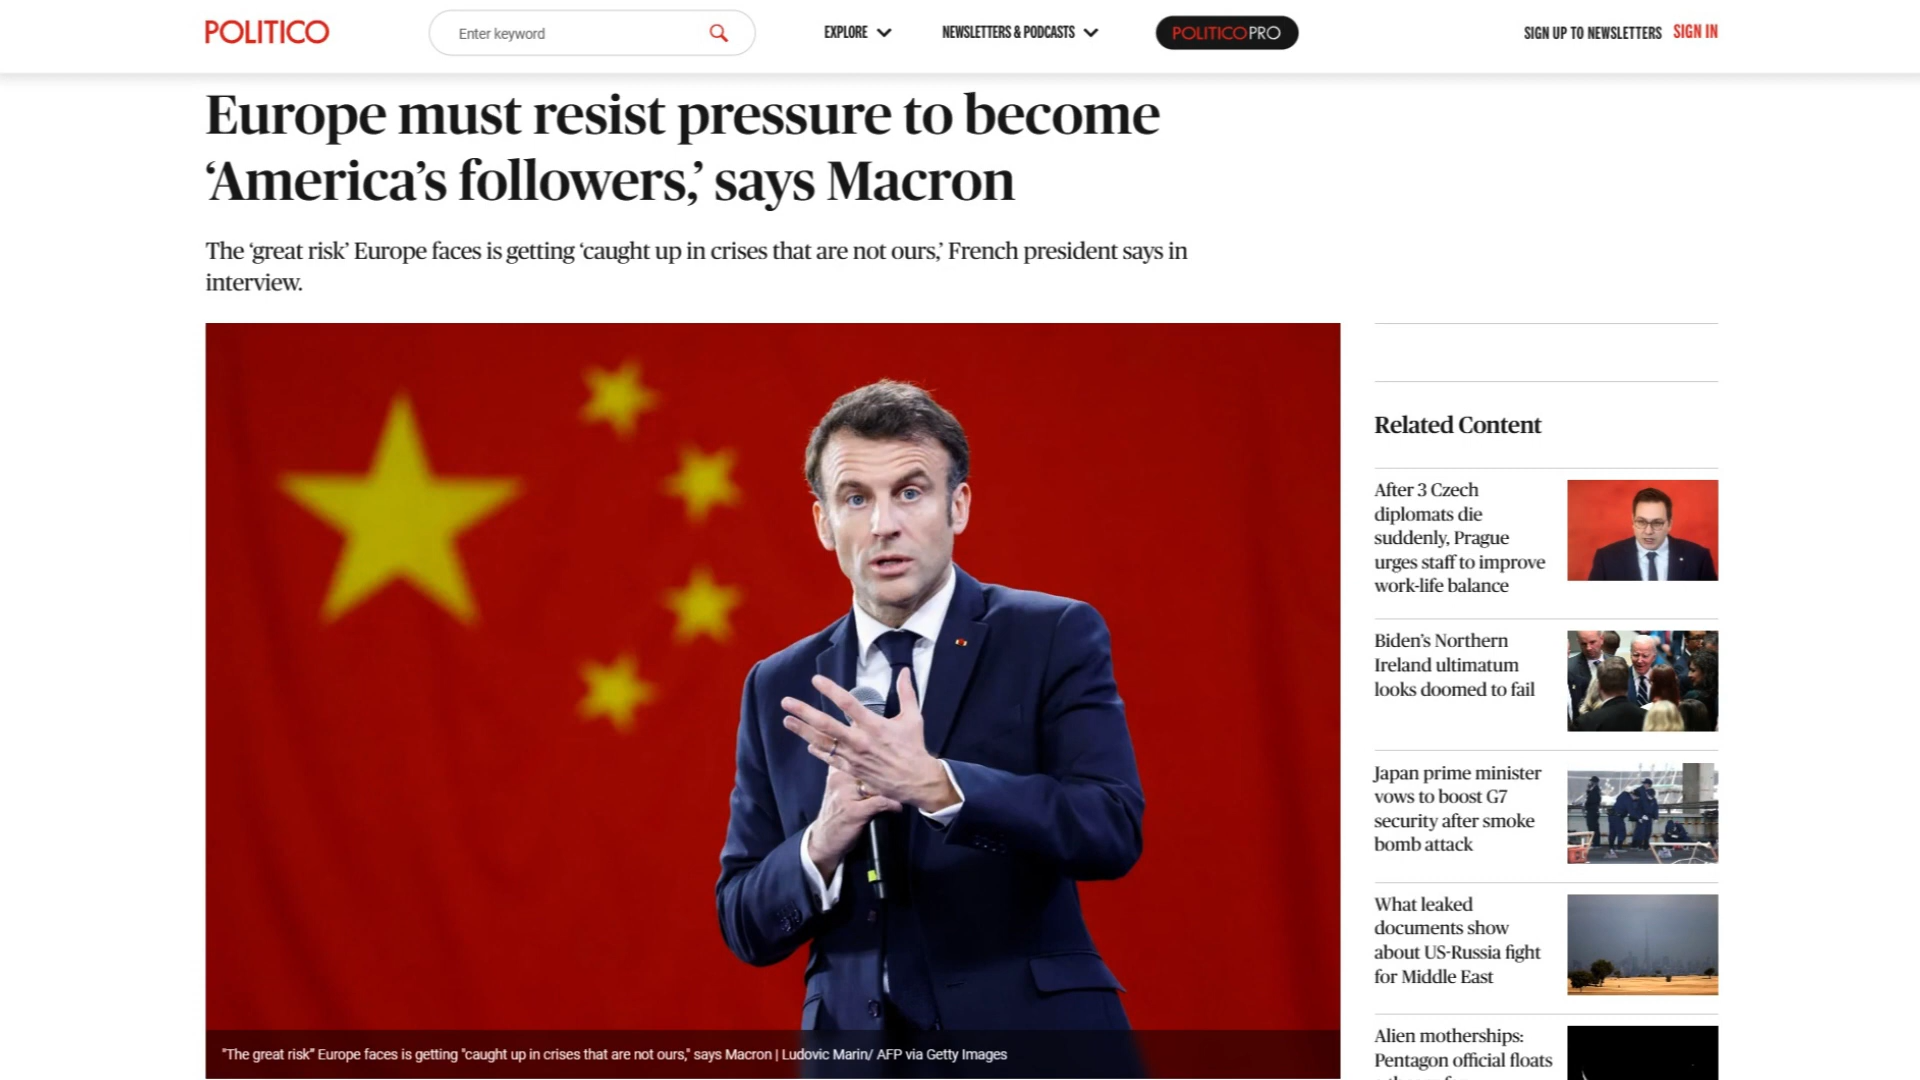 POLITICO
Enter keyword
EXPLORE
NEWSLETTERS & PODCASTS
POLITICOPRO
SIGN UP TO NEWSLETTERS
SIGN IN
Europe must resist pressure to become
‘America’s followers,’ says Macron
The ‘great risk’ Europe faces is getting ‘caught up in crises that are not ours,’ French president says in
interview.
"The great risk” Europe faces is getting "caught up in crises that are not ours," says Macron | Ludovic Marin/ AFP via Getty Images
Related Content
After 3 Czech
diplomats die
suddenly, Prague
urges staff to improve
work-life balance
Biden’s Northern
Ireland ultimatum
looks doomed to fail
Japan prime minister
vows to boost G7
security after smoke
bomb attack
What leaked
documents show
about US-Russia fight
for Middle East
Alien motherships:
Pentagon official floats